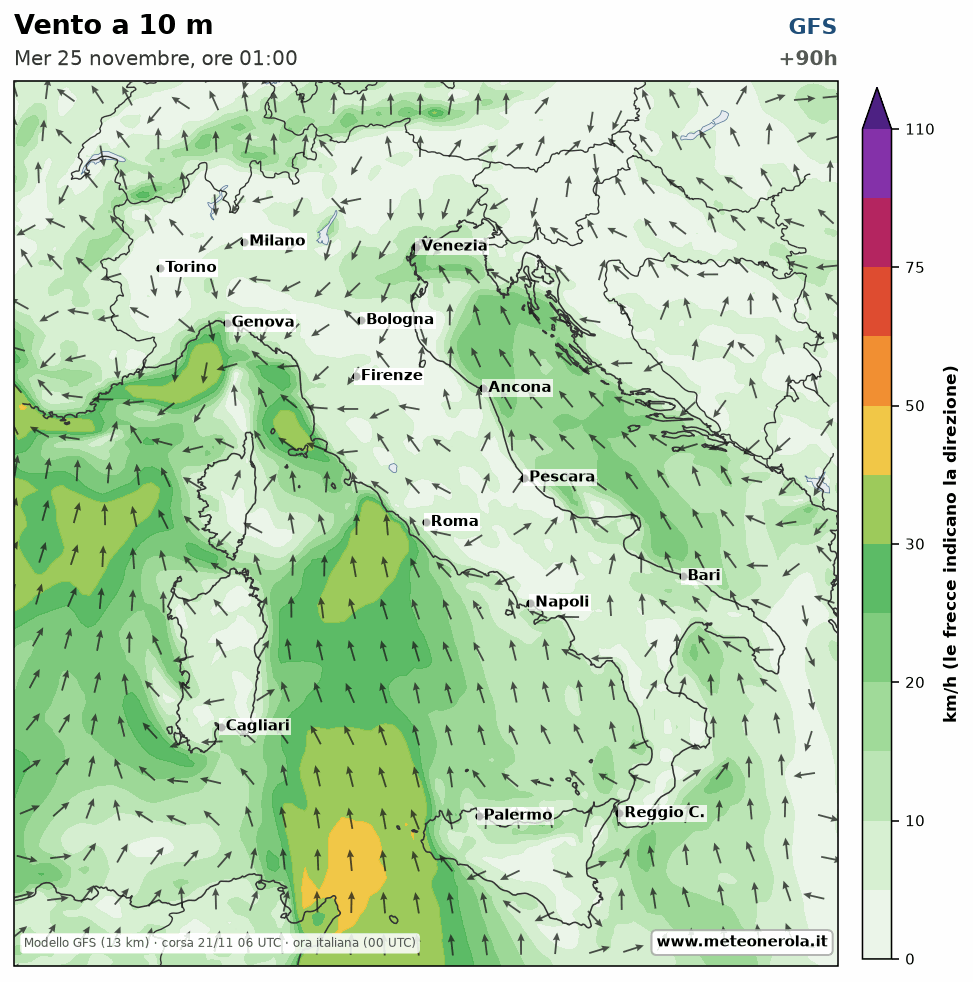 Vento a 10 m
GFS
Mer 25 novembre, ore 01:00
+90h
Milano
Venezia
Torino
Genova
Bologna
Firenze
Ancona
Pescara
Roma
Bari
Napoli
Cagliari
Palermo
Reggio C.
110
75
50
30
20
10
0
km/h (le frecce indicano la direzione)
Modello GFS (13 km) · corsa 21/11 06 UTC · ora italiana (00 UTC)
www.meteonerola.it